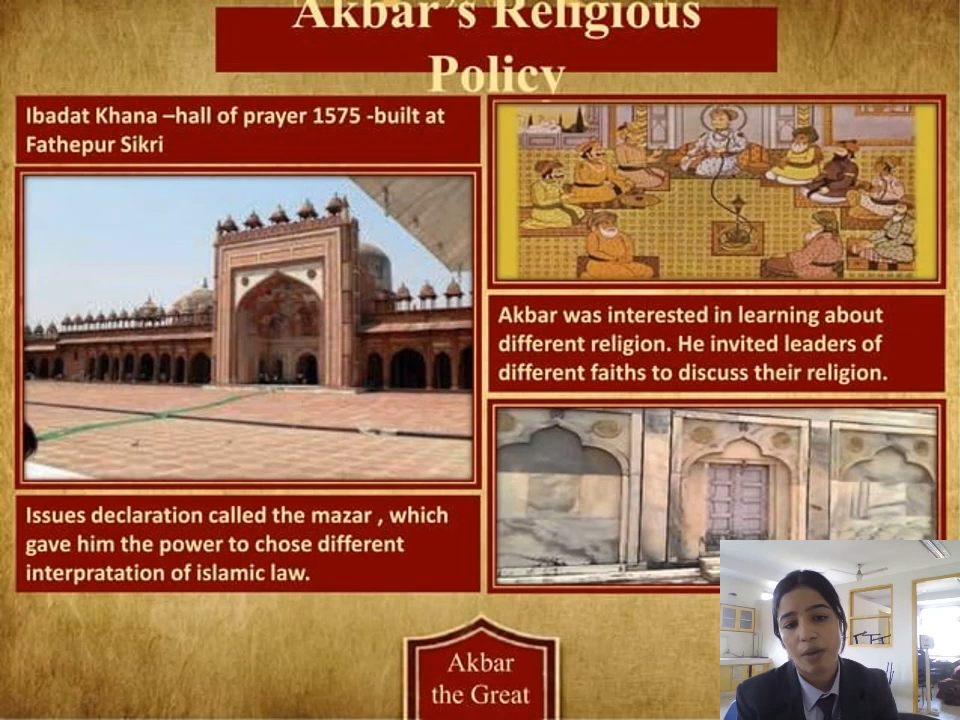 Akbar's Religious
Policy
Ibadat Khana –hall of prayer 1575 -built at
Fathepur Sikri
Akbar was interested in learning about
different religion. He invited leaders of
different faiths to discuss their religion.
Issues declaration called the mazar , which
gave him the power to chose different
interpratation of islamic law.
Akbar
the Great